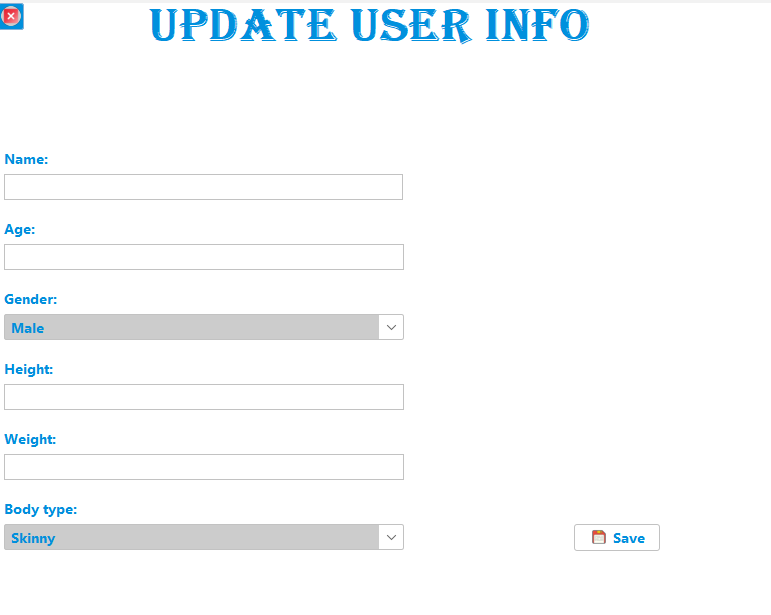 UPDATE USER INFO
Name:
Age:
Gender:
Male
Height:
Weight:
Body type:
Skinny
Save